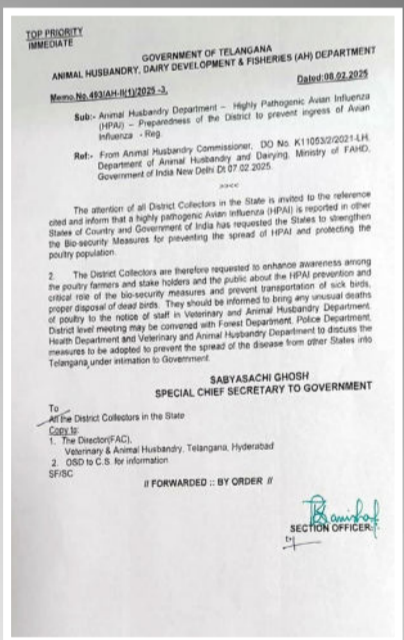 TOP PRIORITY
IMMEDIATE
GOVERNMENT OF TELANGANA
ANIMAL HUSBANDRY, DAIRY DEVELOPMENT & FISHERIES (AH) DEPARTMENT
Memo.No.493/AH-II(1)/2025 -3, Dated:08.02.2025
Sub:- Animal Husbandry Department – Highly Pathogenic Avian Influenza
(HPAI) – Preparedness of the District to prevent ingress of Avian
Influenza - Reg.
Ref:- From Animal Husbandry Commissioner, DO No. K11053/2/2021-LH,
Department of Animal Husbandry and Dairying, Ministry of FAHD,
Government of India New Delhi Dt 07.02.2025.
>><<
The attention of all District Collectors in the State is invited to the reference
cited and inform that a highly pathogenic Avian Influenza (HPAI) is reported in other
States of Country and Government of India has requested the States to strengthen
the Bio-security Measures for preventing the spread of HPAI and protecting the
poultry population.
2. The District Collectors are therefore requested to enhance awareness among
the poultry farmers and stake holders and the public about the HPAI prevention and
critical role of the bio-security measures and prevent transportation of sick birds,
proper disposal of dead birds. They should be informed to bring any unusual deaths
of poultry to the notice of staff in Veterinary and Animal Husbandry Department.
District level meeting may be convened with Forest Department, Police Department,
Health Department and Veterinary and Animal Husbandry Department to discuss the
measures to be adopted to prevent the spread of the disease from other States into
Telangana under intimation to Government.
SABYASACHI GHOSH
SPECIAL CHIEF SECRETARY TO GOVERNMENT
To
All the District Collectors in the State
Copy to:
1. The Director(FAC),
Veterinary & Animal Husbandry, Telangana, Hyderabad
2. OSD to C.S. for information
SF/SC
// FORWARDED :: BY ORDER //
SECTION OFFICER